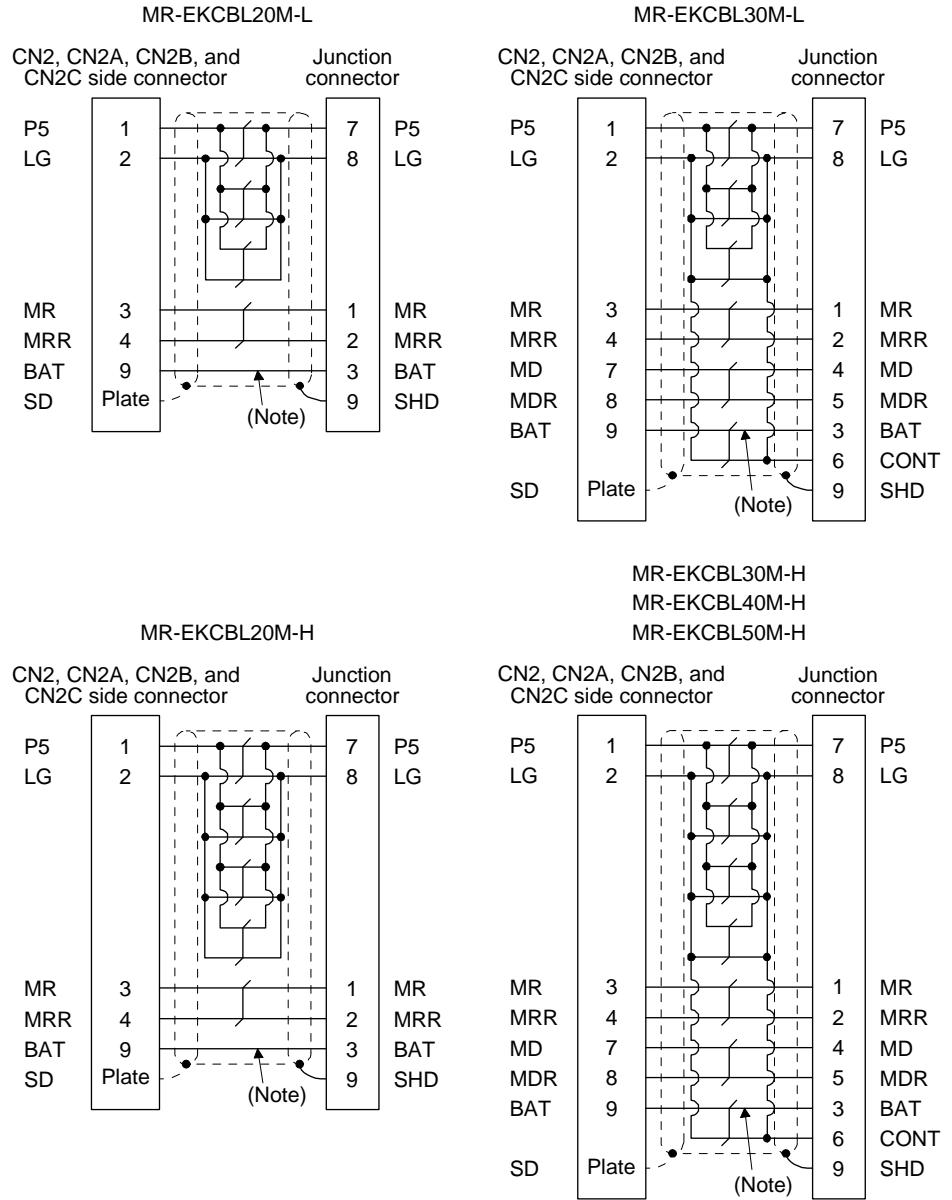 MR-EKCBL20M-L
CN2, CN2A, CN2B, and
CN2C side connector
Junction
connector
P5 1 7 P5
LG 2 8 LG
MR 3 1 MR
MRR 4 2 MRR
BAT 9 3 BAT
SD Plate 9 SHD
(Note)
MR-EKCBL30M-L
CN2, CN2A, CN2B, and
CN2C side connector
Junction
connector
P5 1 7 P5
LG 2 8 LG
MR 3 1 MR
MRR 4 2 MRR
MD 7 4 MD
MDR 8 5 MDR
BAT 9 3 BAT
6 CONT
SD Plate 9 SHD
(Note)
MR-EKCBL20M-H
CN2, CN2A, CN2B, and
CN2C side connector
Junction
connector
P5 1 7 P5
LG 2 8 LG
MR 3 1 MR
MRR 4 2 MRR
BAT 9 3 BAT
SD Plate 9 SHD
(Note)
MR-EKCBL30M-H
MR-EKCBL40M-H
MR-EKCBL50M-H
CN2, CN2A, CN2B, and
CN2C side connector
Junction
connector
P5 1 7 P5
LG 2 8 LG
MR 3 1 MR
MRR 4 2 MRR
MD 7 4 MD
MDR 8 5 MDR
BAT 9 3 BAT
6 CONT
SD Plate 9 SHD
(Note)